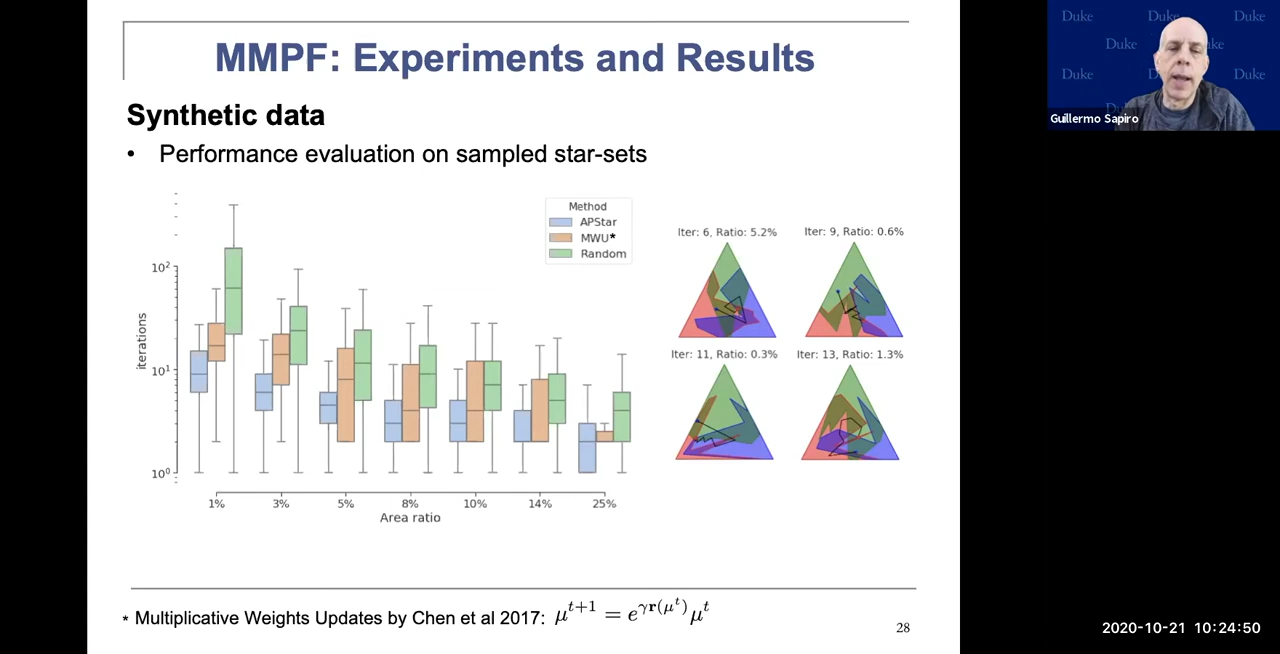 MMPF: Experiments and Results
Synthetic data
• Performance evaluation on sampled star-sets
Method
APStar
MWU*
Random
iterations
10²
10¹
10⁰
1% 3% 5% 8% 10% 14% 25%
Area ratio
Iter: 6, Ratio: 5.2%
Iter: 9, Ratio: 0.6%
Iter: 11, Ratio: 0.3%
Iter: 13, Ratio: 1.3%
* Multiplicative Weights Updates by Chen et al 2017: μ^{t+1} = e^{γr(μ^t)} μ^t
28
Duke Duke Duke
Duke
Duke Duke
Guillermo Sapiro
2020-10-21 10:24:50